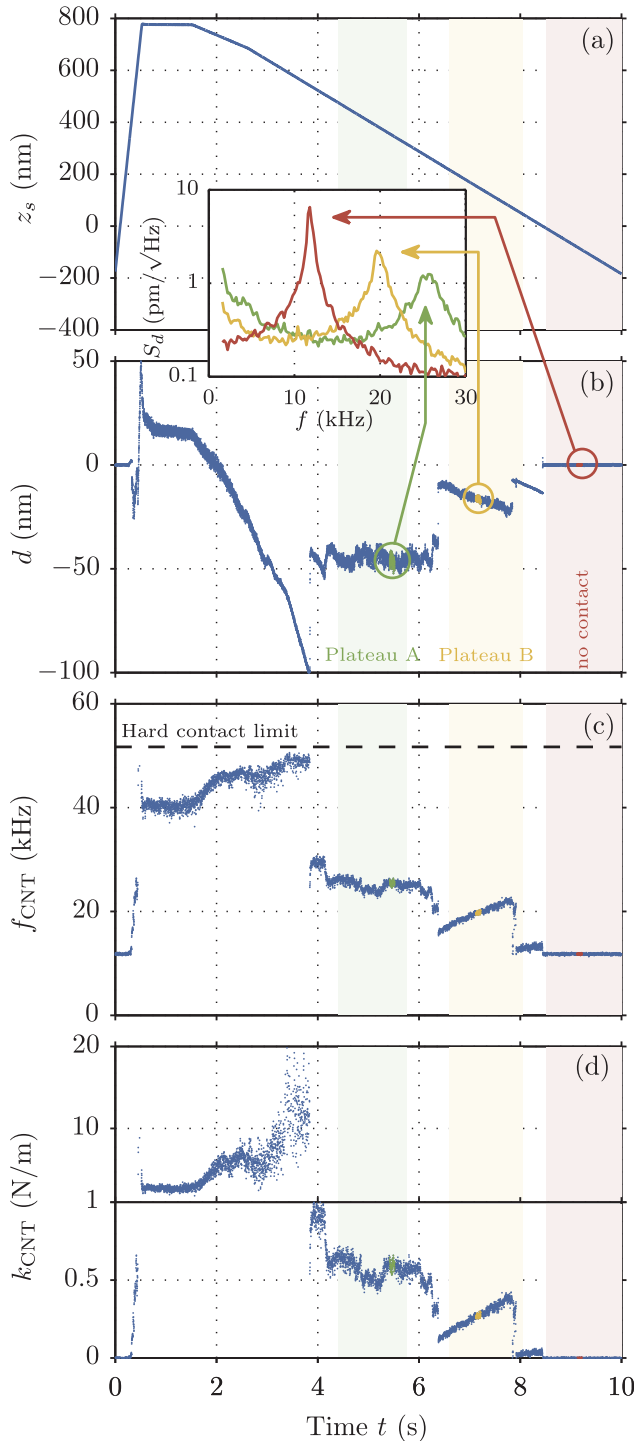 800
(a)
600
400
z_s (nm)
200
0
−200
−400
10
S_d (pm/√Hz)
1
0.1
0
10
20
30
f (kHz)
50
(b)
0
d (nm)
−50
−100
Plateau A
Plateau B
no contact
60
(c)
Hard contact limit
40
f_CNT (kHz)
20
0
20
(d)
10
k_CNT (N/m)
1
0.5
0
0
2
4
6
8
10
Time t (s)